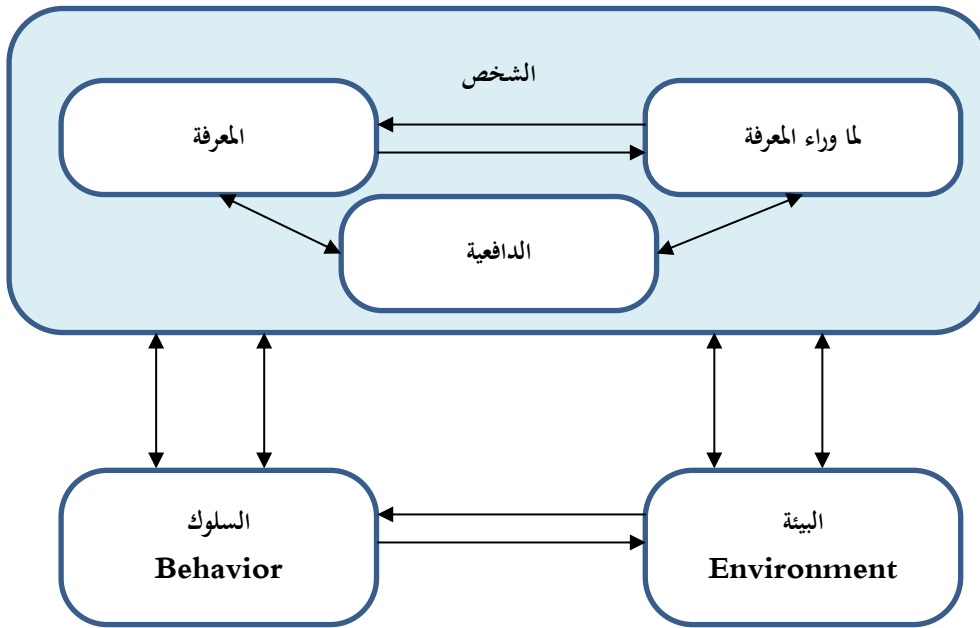 الشخص
لما وراء المعرفة
المعرفة
الدافعية
البيئة
Environment
السلوك
Behavior